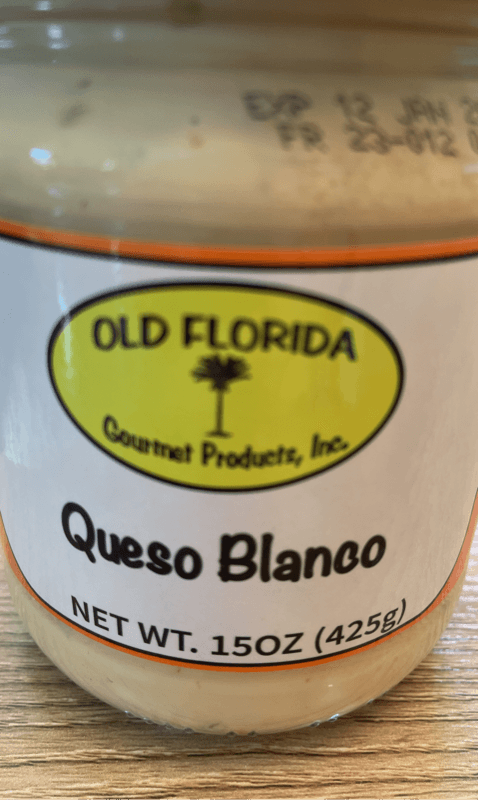 EXP 12 JAN
FR 23-012
OLD FLORIDA
Gourmet Products, Inc.
Queso Blanco
NET WT. 15OZ (425g)